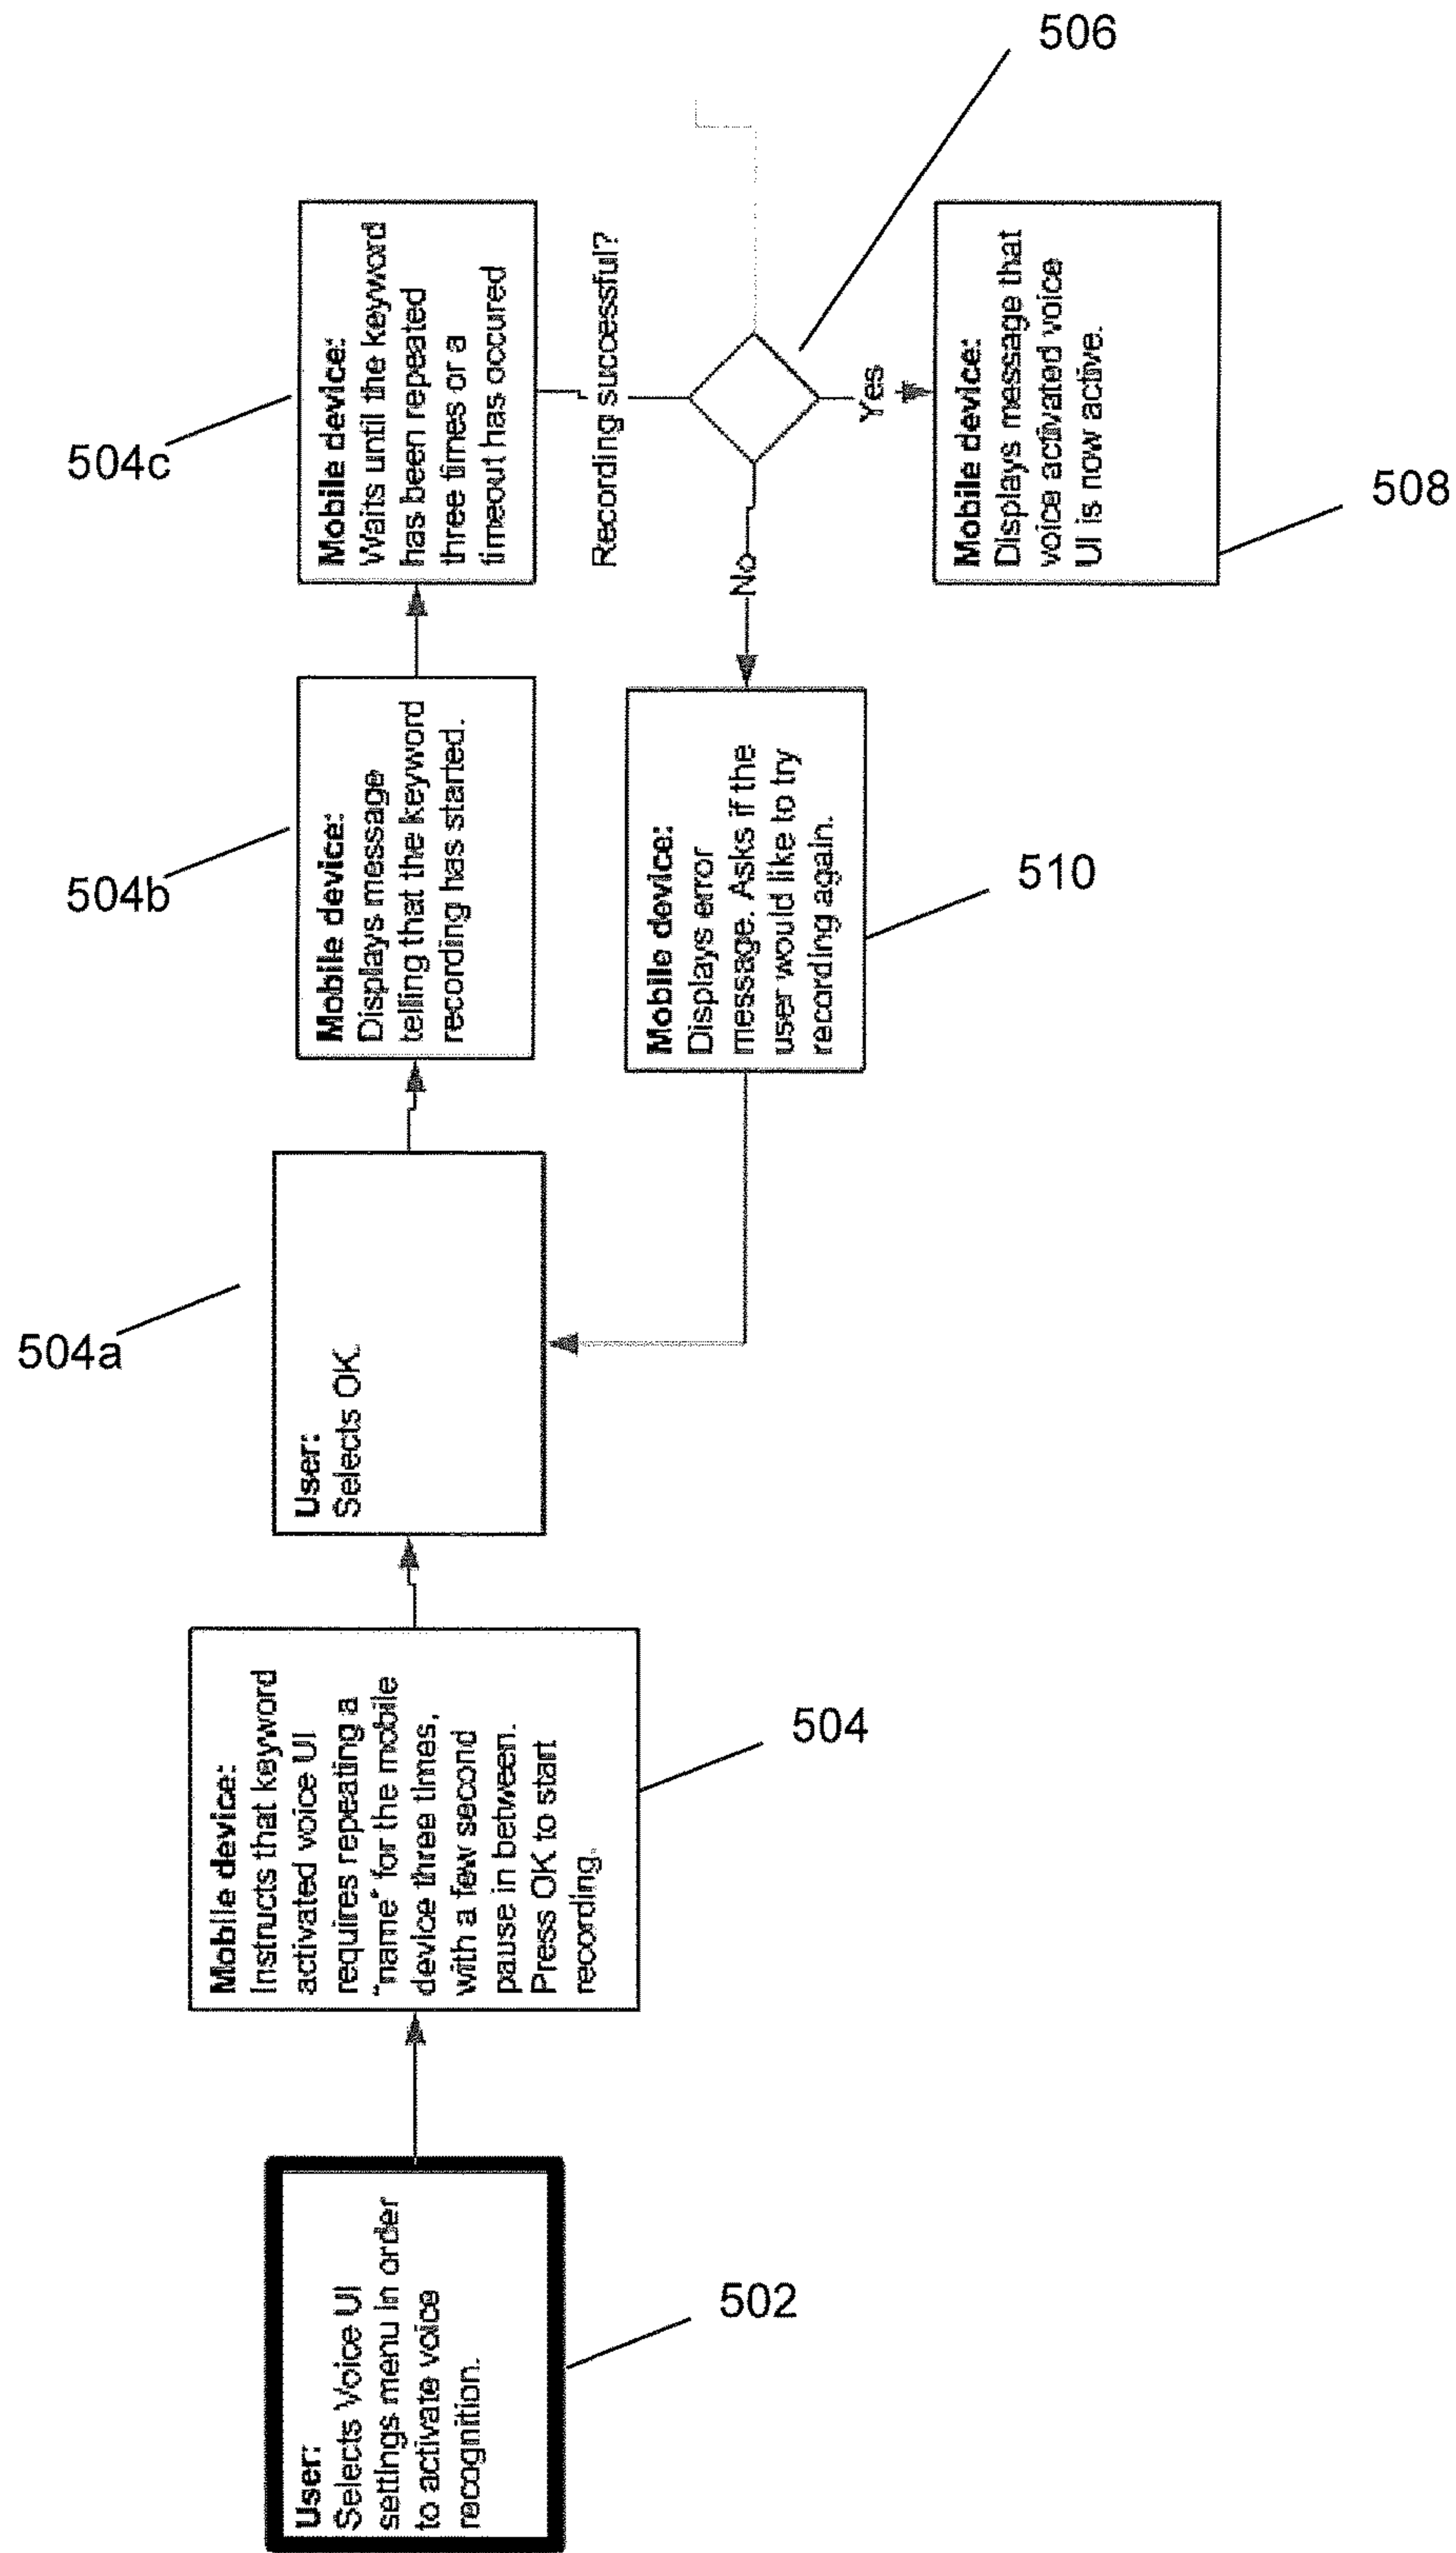 User:
Selects Voice UI
settings menu in order
to activate voice
recognition.
502
Mobile device:
Instructs that keyword
activated voice UI
requires repeating a
"name" for the mobile
device three times,
with a few second
pause in between.
Press OK to start
recording.
504
User:
Selects OK.
504a
Mobile device:
Displays message
telling that the keyword
recording has started.
504b
Mobile device:
Waits until the keyword
has been repeated
three times or a
timeout has occured
504c
Recording successful?
506
No
Yes
Mobile device:
Displays error
message. Asks if the
user would like to try
recording again.
510
Mobile device:
Displays message that
voice activated voice
UI is now active.
508